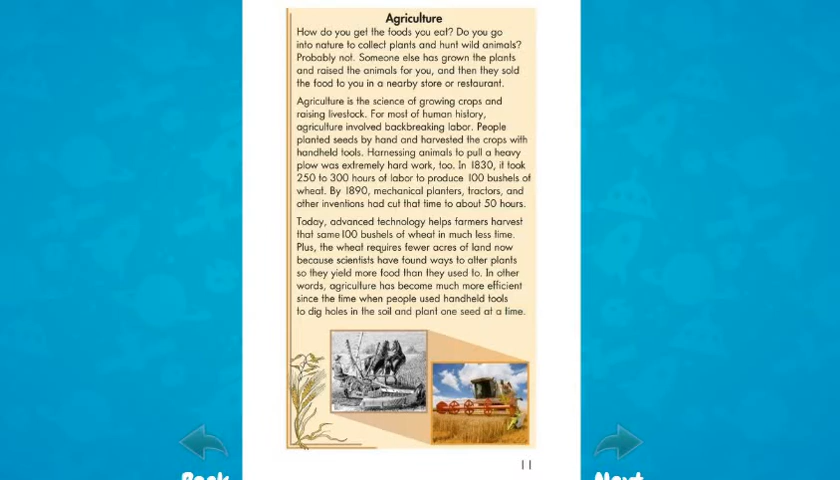 Agriculture
How do you get the foods you eat? Do you go
into nature to collect plants and hunt wild animals?
Probably not. Someone else has grown the plants
and raised the animals for you, and then they sold
the food to you in a nearby store or restaurant.
Agriculture is the science of growing crops and
raising livestock. For most of human history,
agriculture involved backbreaking labor. People
planted seeds by hand and harvested the crops with
handheld tools. Harnessing animals to pull a heavy
plow was extremely hard work, too. In 1830, it took
250 to 300 hours of labor to produce 100 bushels of
wheat. By 1890, mechanical planters, tractors, and
other inventions had cut that time to about 50 hours.
Today, advanced technology helps farmers harvest
that same 100 bushels of wheat in much less time.
Plus, the wheat requires fewer acres of land now
because scientists have found ways to alter plants
so they yield more food than they used to. In other
words, agriculture has become much more efficient
since the time when people used handheld tools
to dig holes in the soil and plant one seed at a time.
11
Back
Next